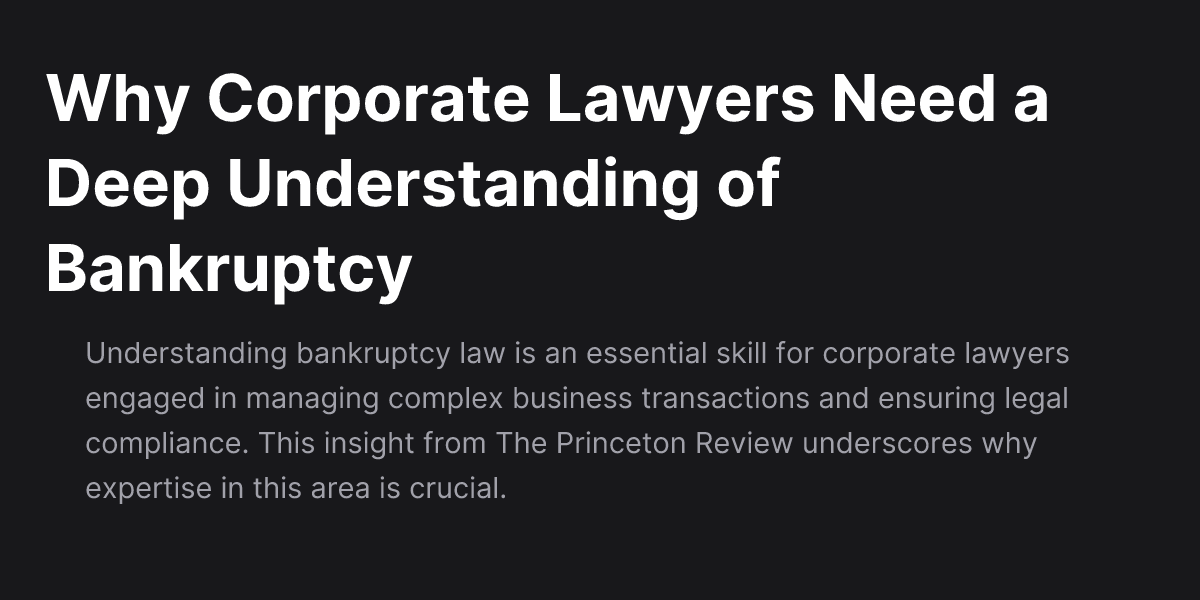 Why Corporate Lawyers Need a
Deep Understanding of
Bankruptcy
Understanding bankruptcy law is an essential skill for corporate lawyers
engaged in managing complex business transactions and ensuring legal
compliance. This insight from The Princeton Review underscores why
expertise in this area is crucial.